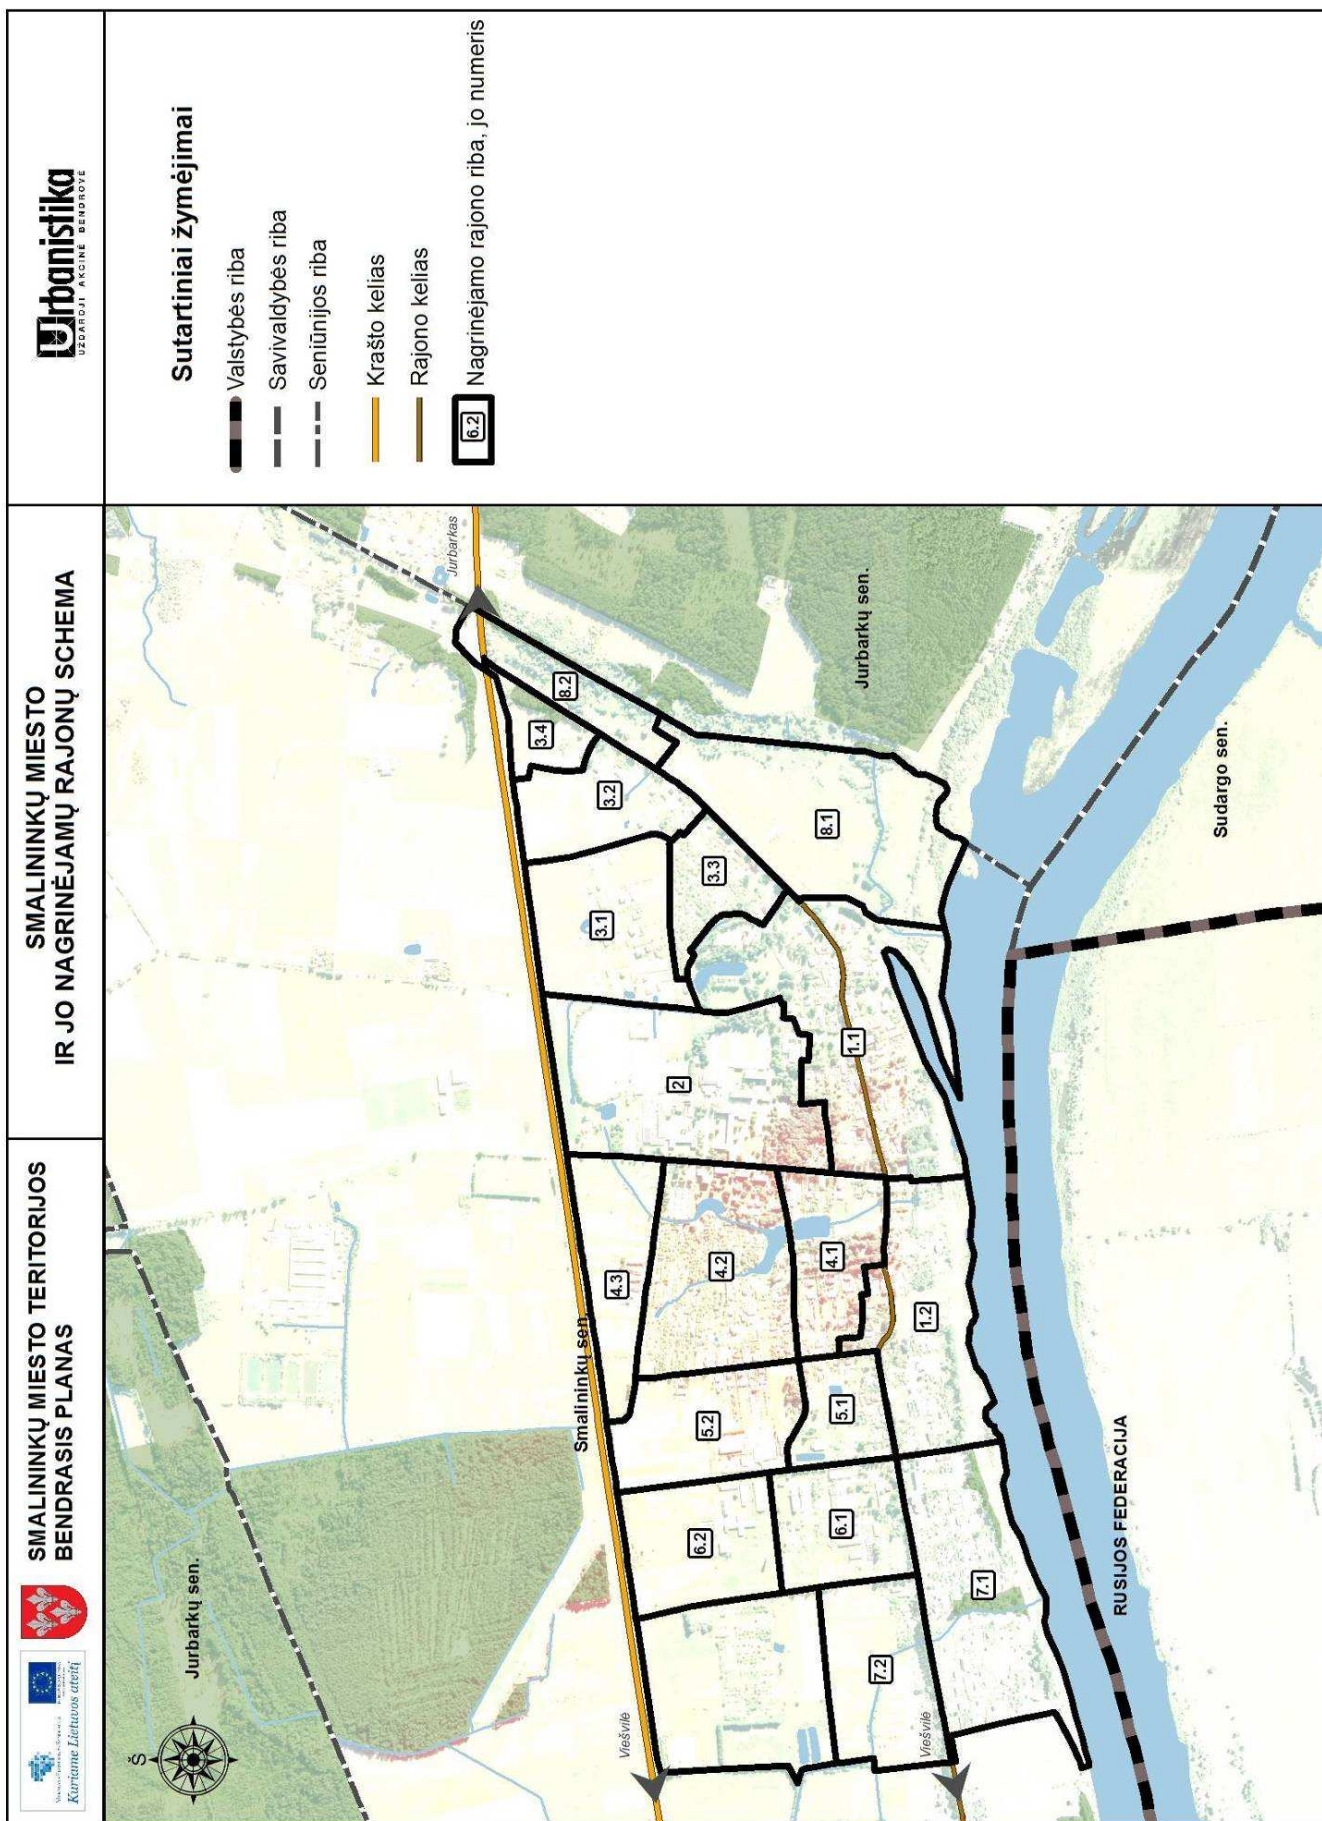 Kuriame Lietuvos ateitį
SMALININKŲ MIESTO TERITORIJOS
BENDRASIS PLANAS
SMALININKŲ MIESTO
IR JO NAGRINĖJAMŲ RAJONŲ SCHEMA
Urbanistika
UŽDAROJI AKCINĖ BENDROVĖ
Š
Jurbarkų sen.
Jurbarkas
Smalininkų sen.
Viešvilė
3.4
8.2
3.2
3.1
3.3
2
8.1
Jurbarkų sen.
4.3
4.2
4.1
1.1
1.2
5.2
5.1
6.2
6.1
7.2
7.1
Viešvilė
Sudargo sen.
RUSIJOS FEDERACIJA
Sutartiniai žymėjimai
Valstybės riba
Savivaldybės riba
Seniūnijos riba
Krašto kelias
Rajono kelias
6.2
Nagrinėjamo rajono riba, jo numeris